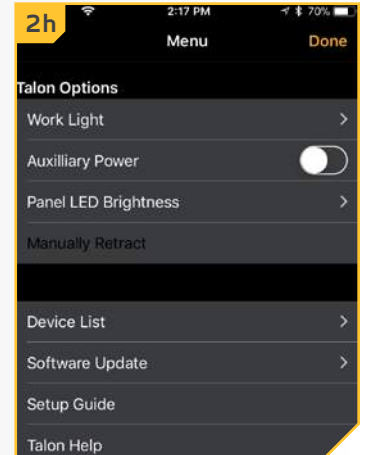 2h
2:17 PM
70%
Menu
Done
Talon Options
Work Light
Auxilliary Power
Panel LED Brightness
Manually Retract
Device List
Software Update
Setup Guide
Talon Help